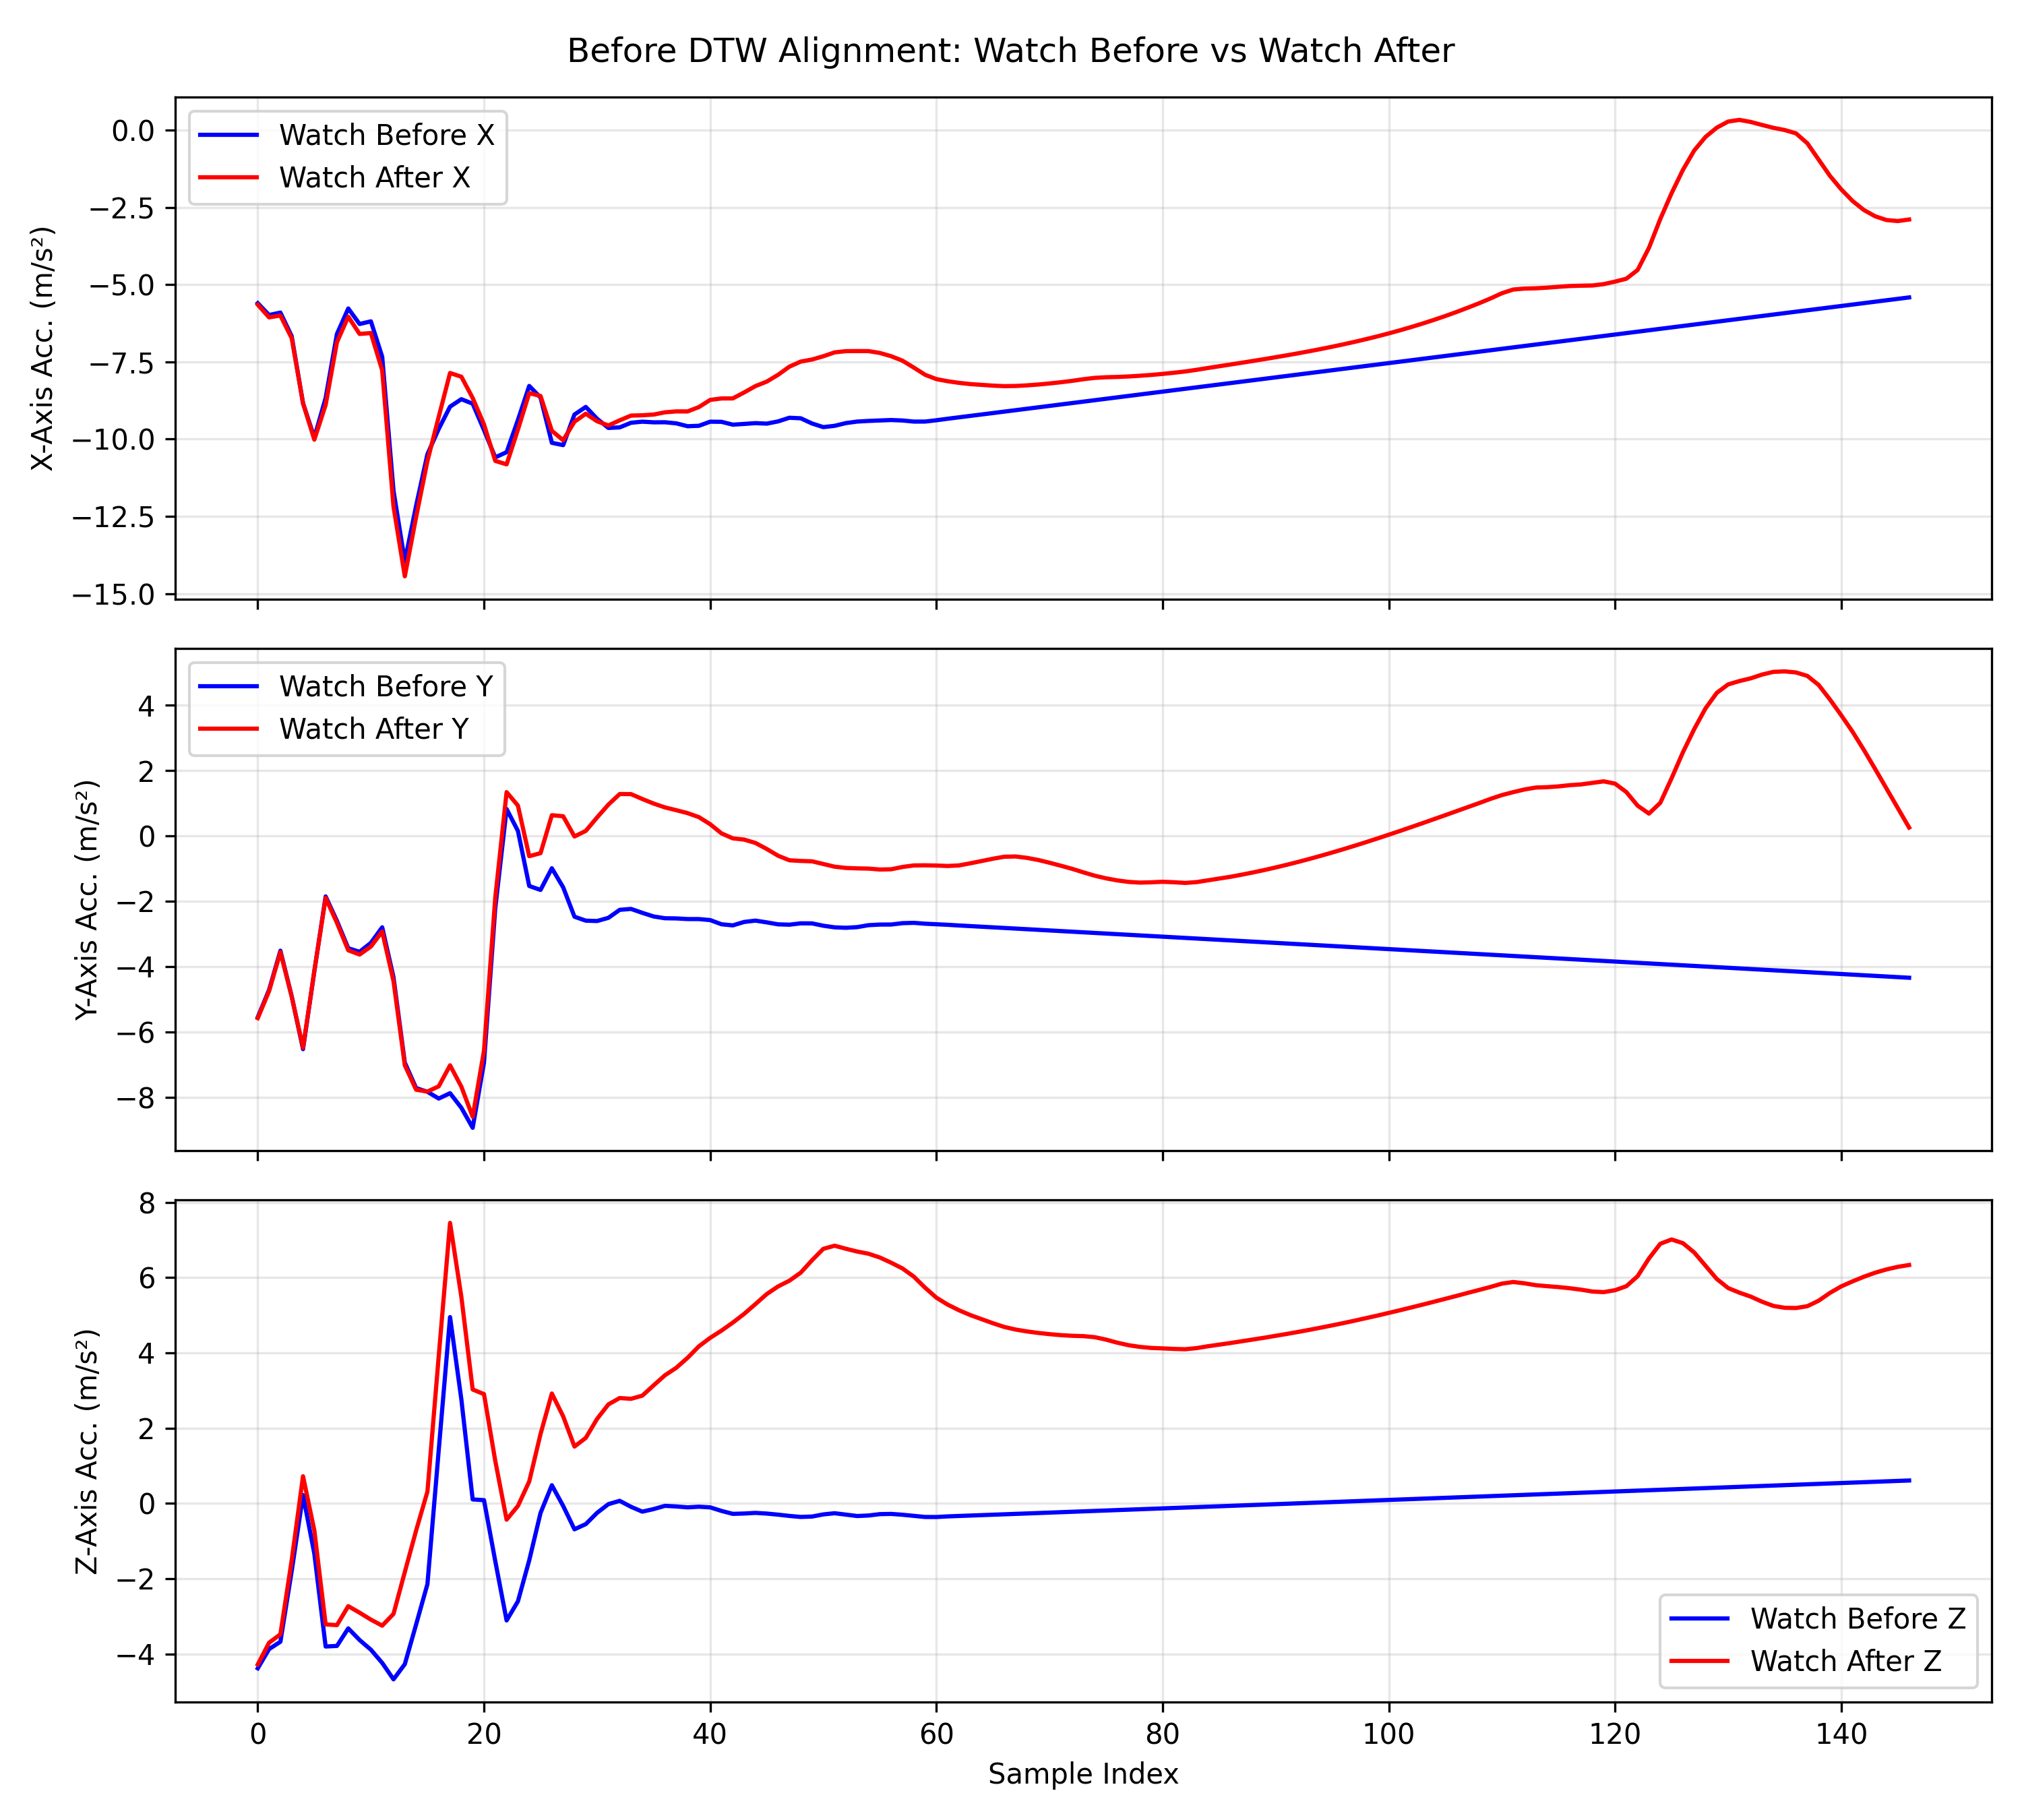 Before DTW Alignment: Watch Before vs Watch After
Watch Before X
Watch After X
X-Axis Acc. (m/s²)
0.0
−2.5
−5.0
−7.5
−10.0
−12.5
−15.0
Watch Before Y
Watch After Y
Y-Axis Acc. (m/s²)
4
2
0
−2
−4
−6
−8
Z-Axis Acc. (m/s²)
8
6
4
2
0
−2
−4
Watch Before Z
Watch After Z
0 20 40 60 80 100 120 140
Sample Index